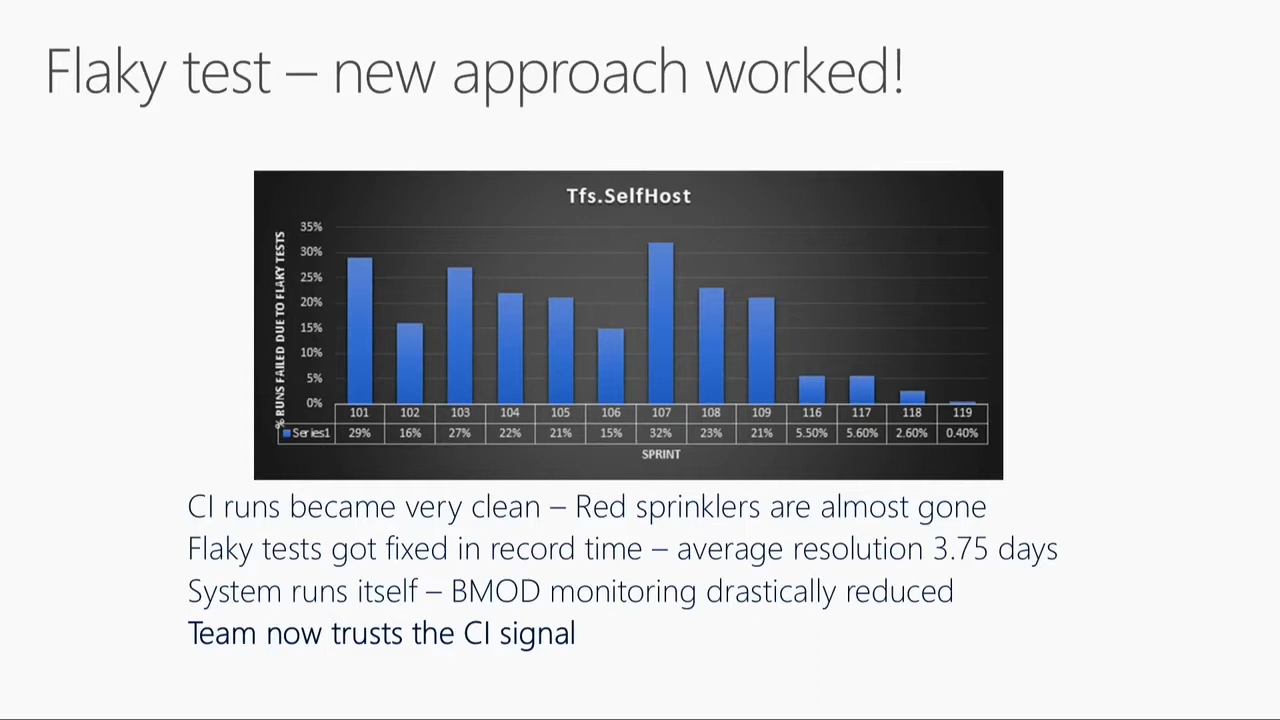 Flaky test – new approach worked!
Tfs.SelfHost
% RUNS FAILED DUE TO FLAKY TESTS
35%
30%
25%
20%
15%
10%
5%
0%
101 102 103 104 105 106 107 108 109 116 117 118 119
Series1 29% 16% 27% 22% 21% 15% 32% 23% 21% 5.50% 5.60% 2.60% 0.40%
SPRINT
CI runs became very clean – Red sprinklers are almost gone
Flaky tests got fixed in record time – average resolution 3.75 days
System runs itself – BMOD monitoring drastically reduced
Team now trusts the CI signal